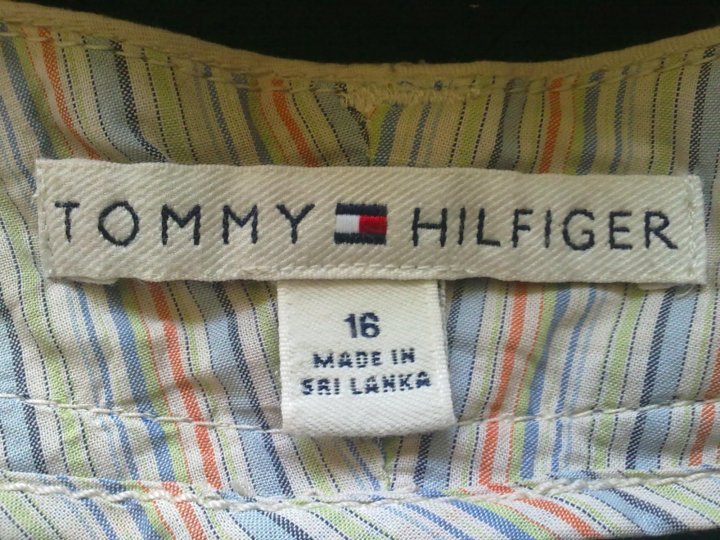 TOMMY HILFIGER
16
MADE IN
SRI LANKA